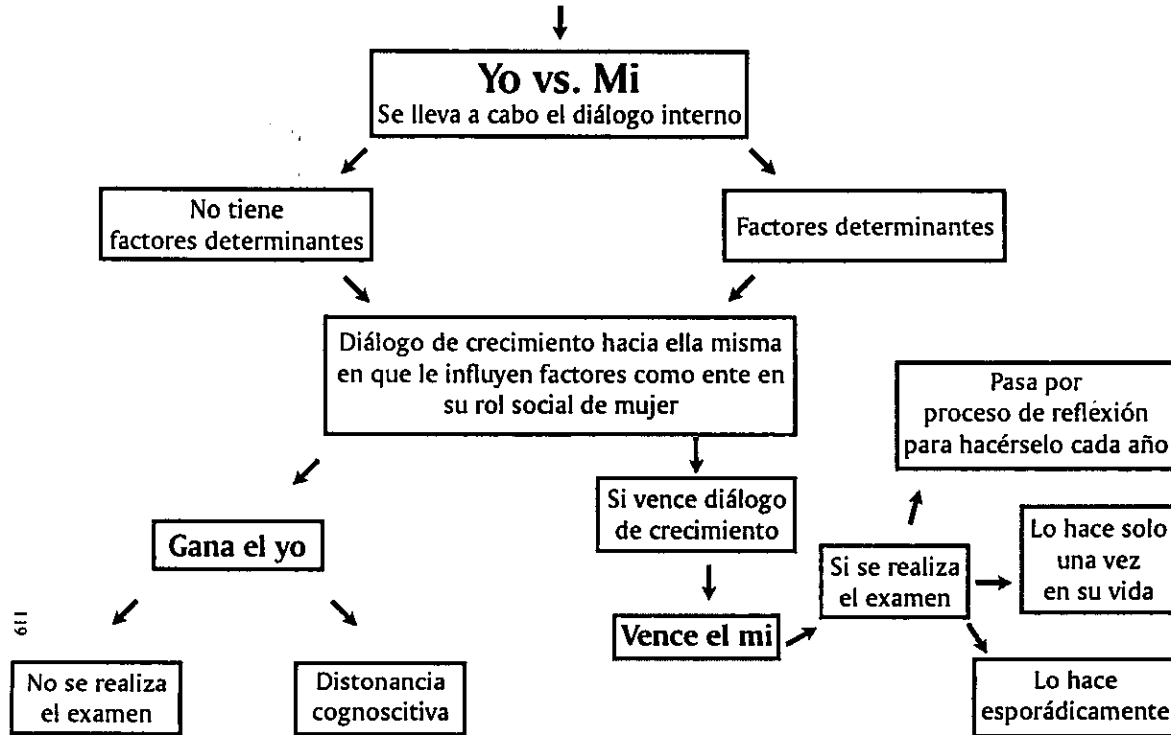 Yo vs. Mi
Se lleva a cabo el diálogo interno
No tiene
factores determinantes
Factores determinantes
Diálogo de crecimiento hacia ella misma
en que le influyen factores como ente en
su rol social de mujer
Pasa por
proceso de reflexión
para hacérselo cada año
Si vence diálogo
de crecimiento
Gana el yo
Si se realiza
el examen
Lo hace solo
una vez
en su vida
Vence el mi
119
No se realiza
el examen
Distonancia
cognoscitiva
Lo hace
esporádicamente